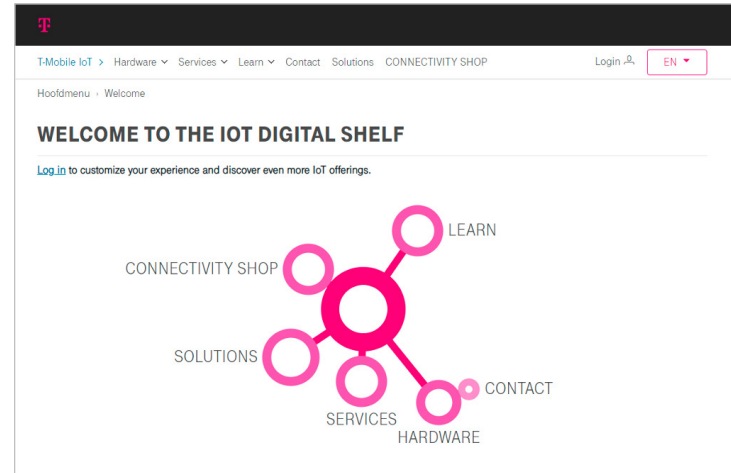 T
T-Mobile IoT > Hardware Services Learn Contact Solutions CONNECTIVITY SHOP Login EN
Hoofdmenu › Welcome
WELCOME TO THE IOT DIGITAL SHELF
Log in to customize your experience and discover even more IoT offerings.
LEARN
CONNECTIVITY SHOP
SOLUTIONS
CONTACT
SERVICES
HARDWARE